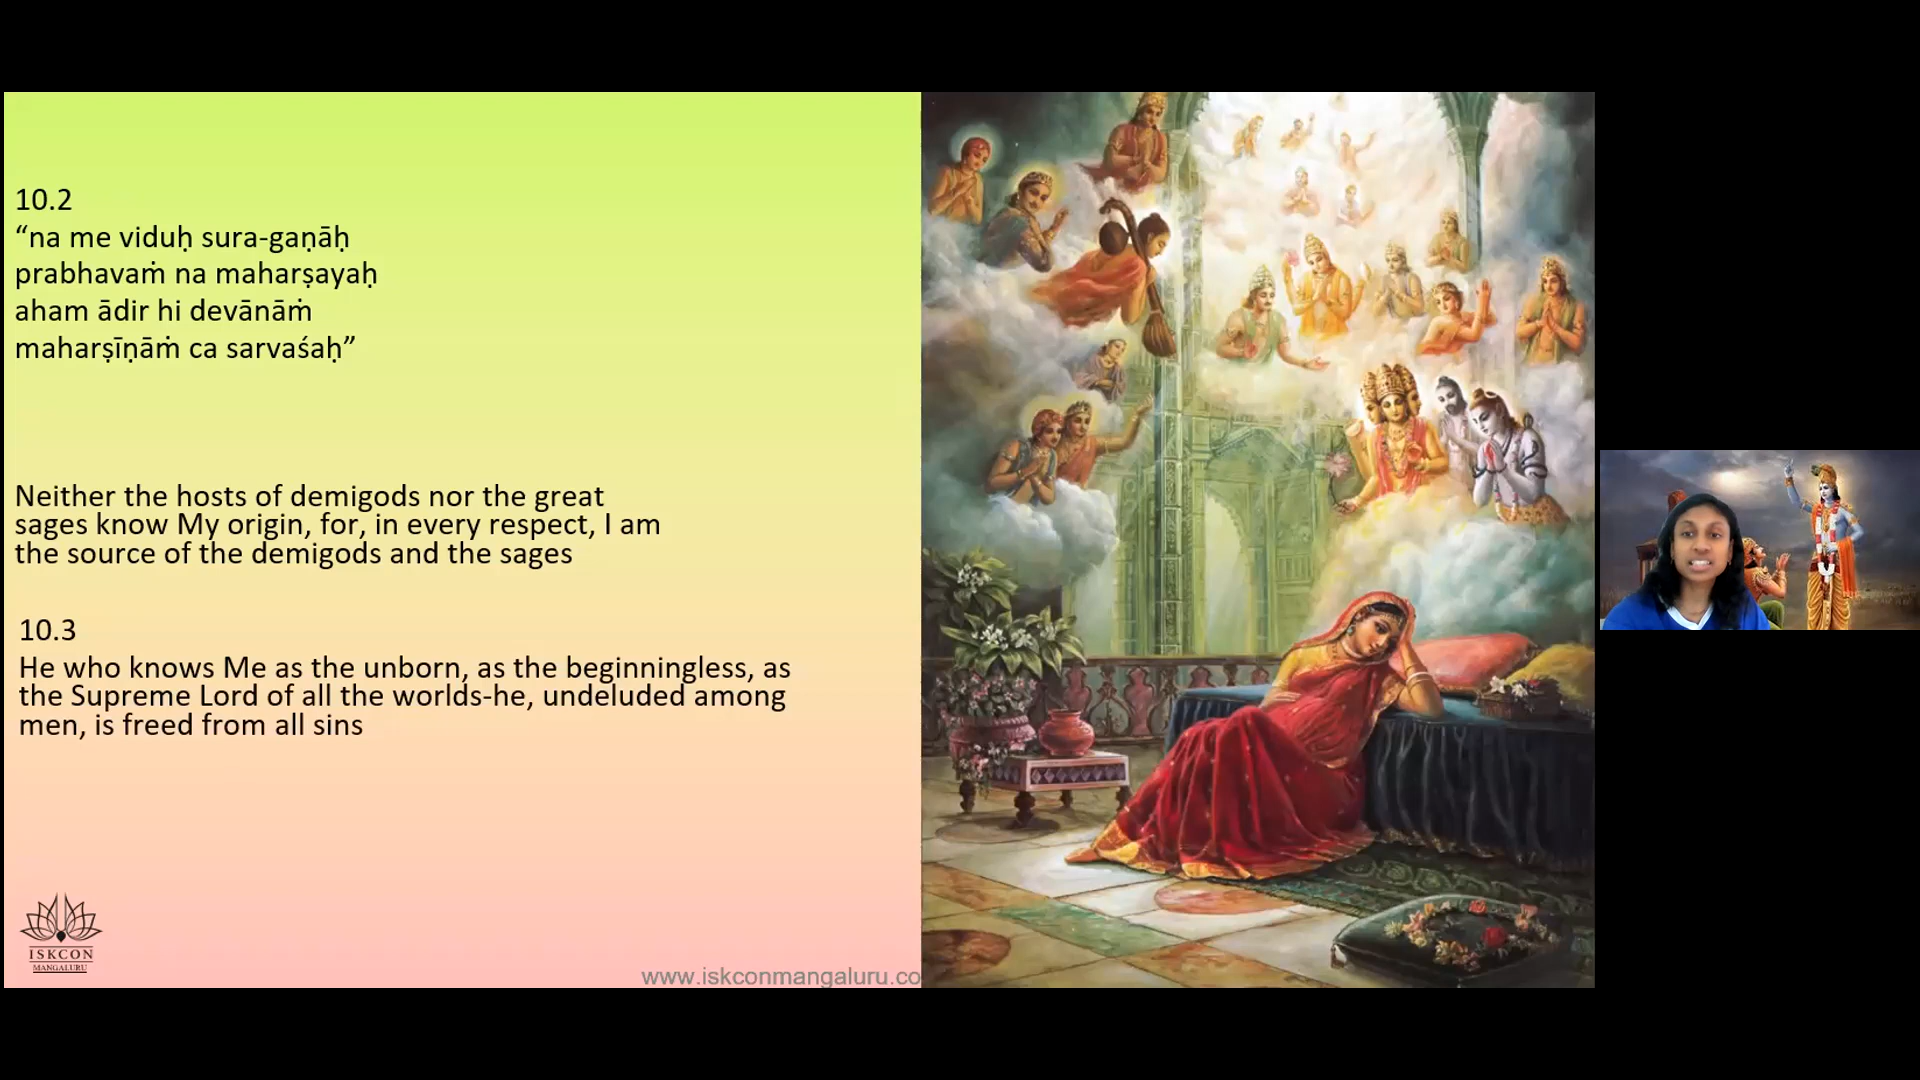 10.2
“na me viduḥ sura-gaṇāḥ
prabhavaṁ na maharṣayaḥ
aham ādir hi devānāṁ
maharṣīṇāṁ ca sarvaśaḥ”
Neither the hosts of demigods nor the great
sages know My origin, for, in every respect, I am
the source of the demigods and the sages
10.3
He who knows Me as the unborn, as the beginningless, as
the Supreme Lord of all the worlds-he, undeluded among
men, is freed from all sins
ISKCON
MANGALURU
www.iskconmangaluru.co